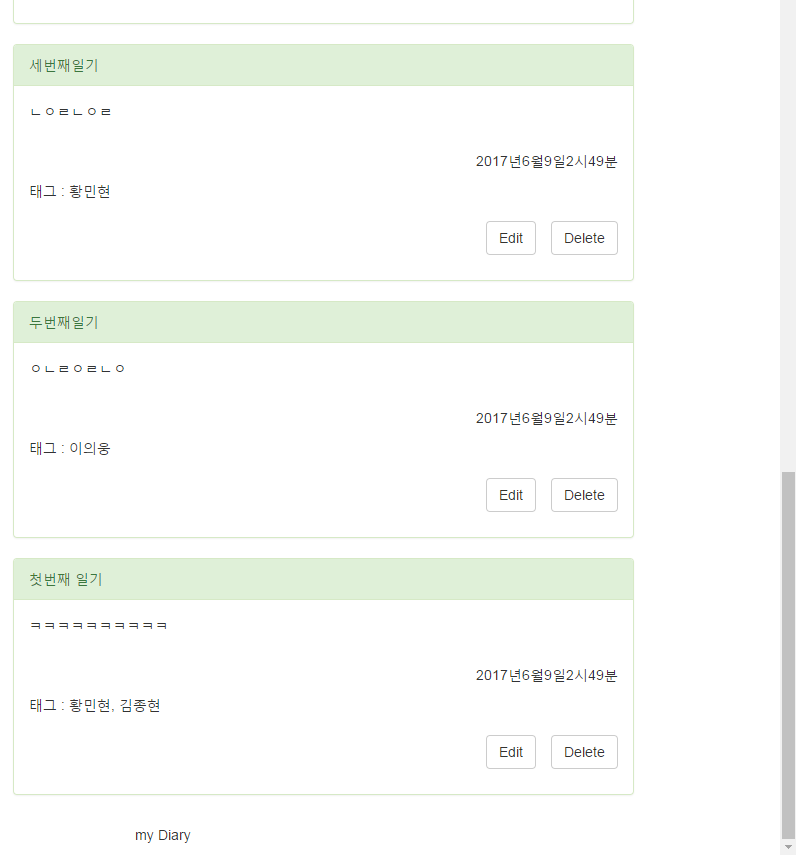 세번째일기
ㄴㅇㄹㄴㅇㄹ
2017년6월9일2시49분
태그 : 황민현
Edit Delete
두번째일기
ㅇㄴㄹㅇㄹㄴㅇ
2017년6월9일2시49분
태그 : 이의웅
Edit Delete
첫번째 일기
ㅋㅋㅋㅋㅋㅋㅋㅋㅋㅋ
2017년6월9일2시49분
태그 : 황민현, 김종현
Edit Delete
my Diary